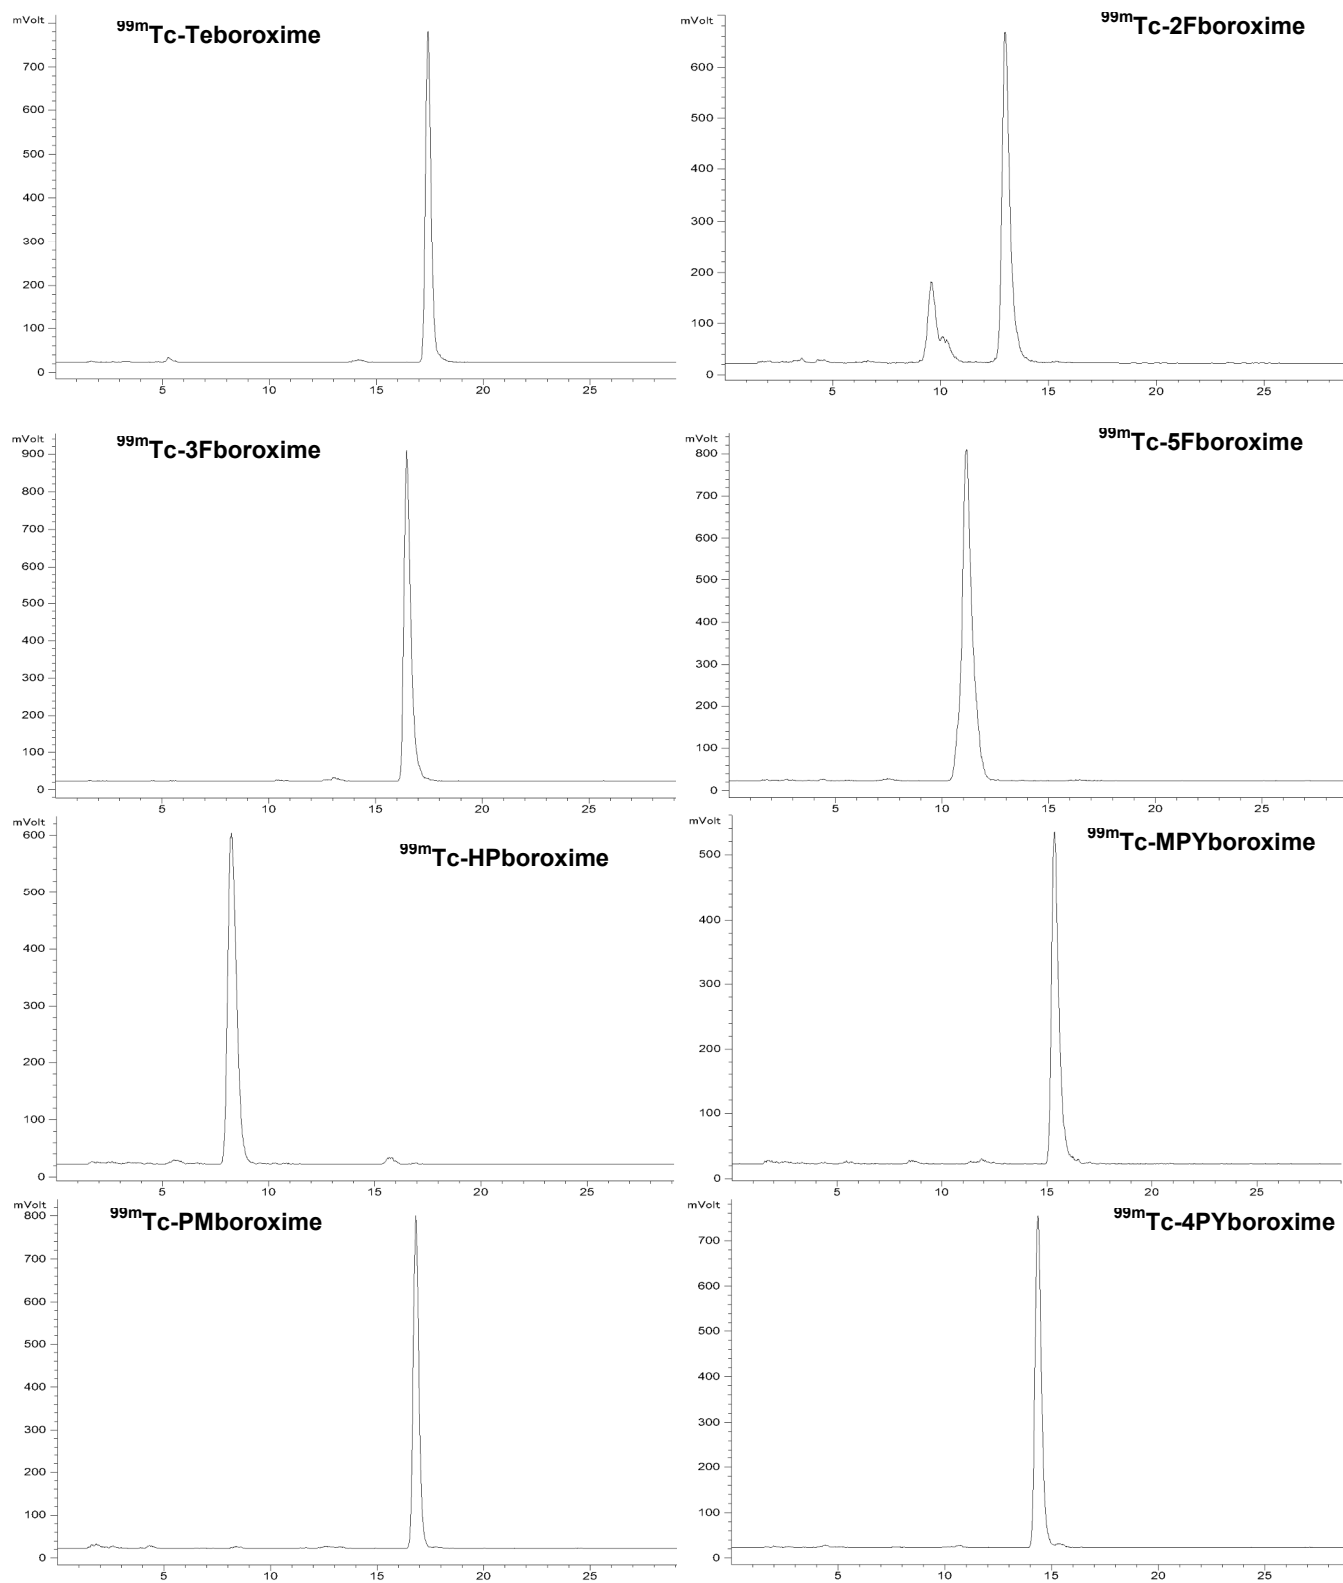 mVolt
99mTc-Teboroxime
700
600
500
400
300
200
100
0
5 10 15 20 25
mVolt
99mTc-2Fboroxime
600
500
400
300
200
100
0
5 10 15 20 25
mVolt
99mTc-3Fboroxime
900
800
700
600
500
400
300
200
100
0
5 10 15 20 25
mVolt
99mTc-5Fboroxime
800
700
600
500
400
300
200
100
0
5 10 15 20 25
mVolt
99mTc-HPboroxime
600
500
400
300
200
100
0
5 10 15 20 25
mVolt
99mTc-MPYboroxime
500
400
300
200
100
0
5 10 15 20 25
mVolt
99mTc-PMboroxime
800
700
600
500
400
300
200
100
0
5 10 15 20 25
mVolt
99mTc-4PYboroxime
700
600
500
400
300
200
100
0
5 10 15 20 25